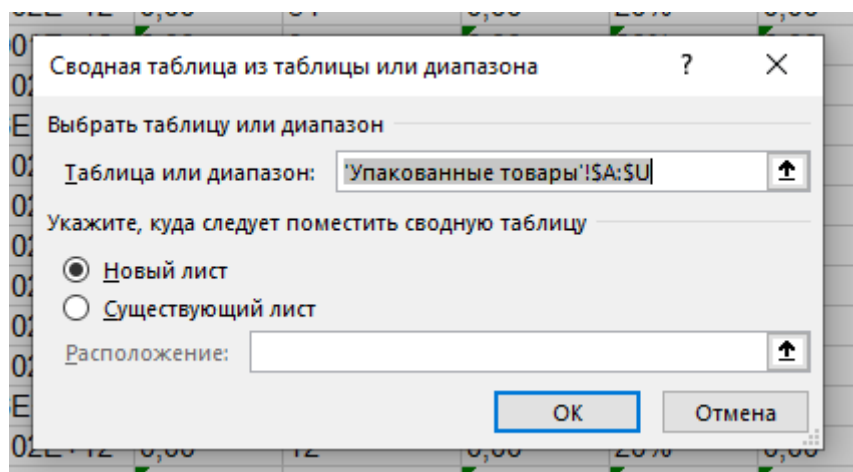 Сводная таблица из таблицы или диапазона ? ×
Выбрать таблицу или диапазон
Таблица или диапазон: 'Упакованные товары'!$A:$U
Укажите, куда следует поместить сводную таблицу
Новый лист
Существующий лист
Расположение:
ОК Отмена